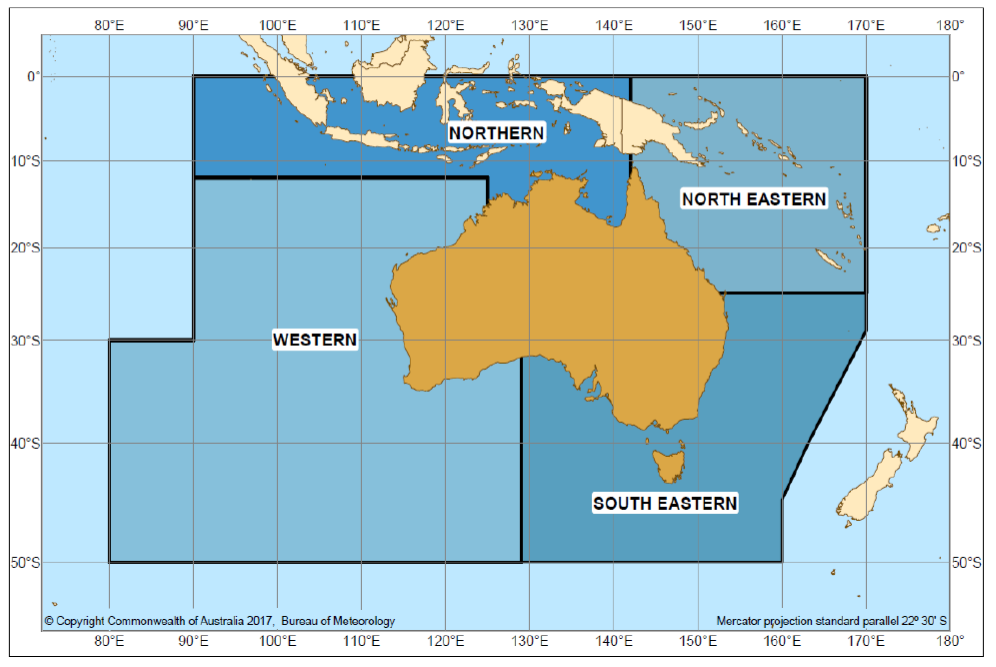 80° 90° 100° 110° 120° 130° 140° 150° 160° 170° 180°
0° 0°
NORTHERN
10°S 10°S
NORTH EASTERN
20°S 20°S
WESTERN
30°S 30°S
40°S 40°S
SOUTH EASTERN
50°S 50°S
© Copyright Commonwealth of Australia 2017, Bureau of Meteorology Mercator projection standard parallel 22° 30' S
80° 90° 100° 110° 120° 130° 140° 150° 160° 170° 180°